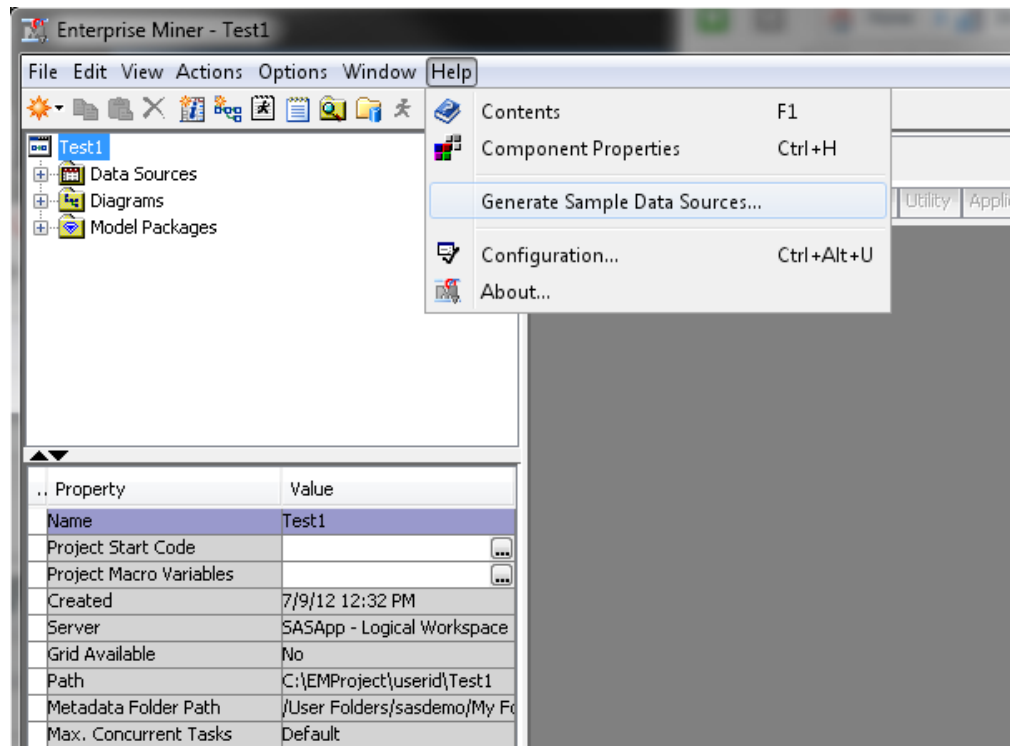 Enterprise Miner - Test1
File Edit View Actions Options Window Help
Contents F1
Component Properties Ctrl+H
Generate Sample Data Sources...
Configuration... Ctrl+Alt+U
About...
Utility
Test1
Data Sources
Diagrams
Model Packages
.. Property Value
Name Test1
Project Start Code ...
Project Macro Variables ...
Created 7/9/12 12:32 PM
Server SASApp - Logical Workspace
Grid Available No
Path C:\EMProject\userid\Test1
Metadata Folder Path /User Folders/sasdemo/My Fo
Max. Concurrent Tasks Default